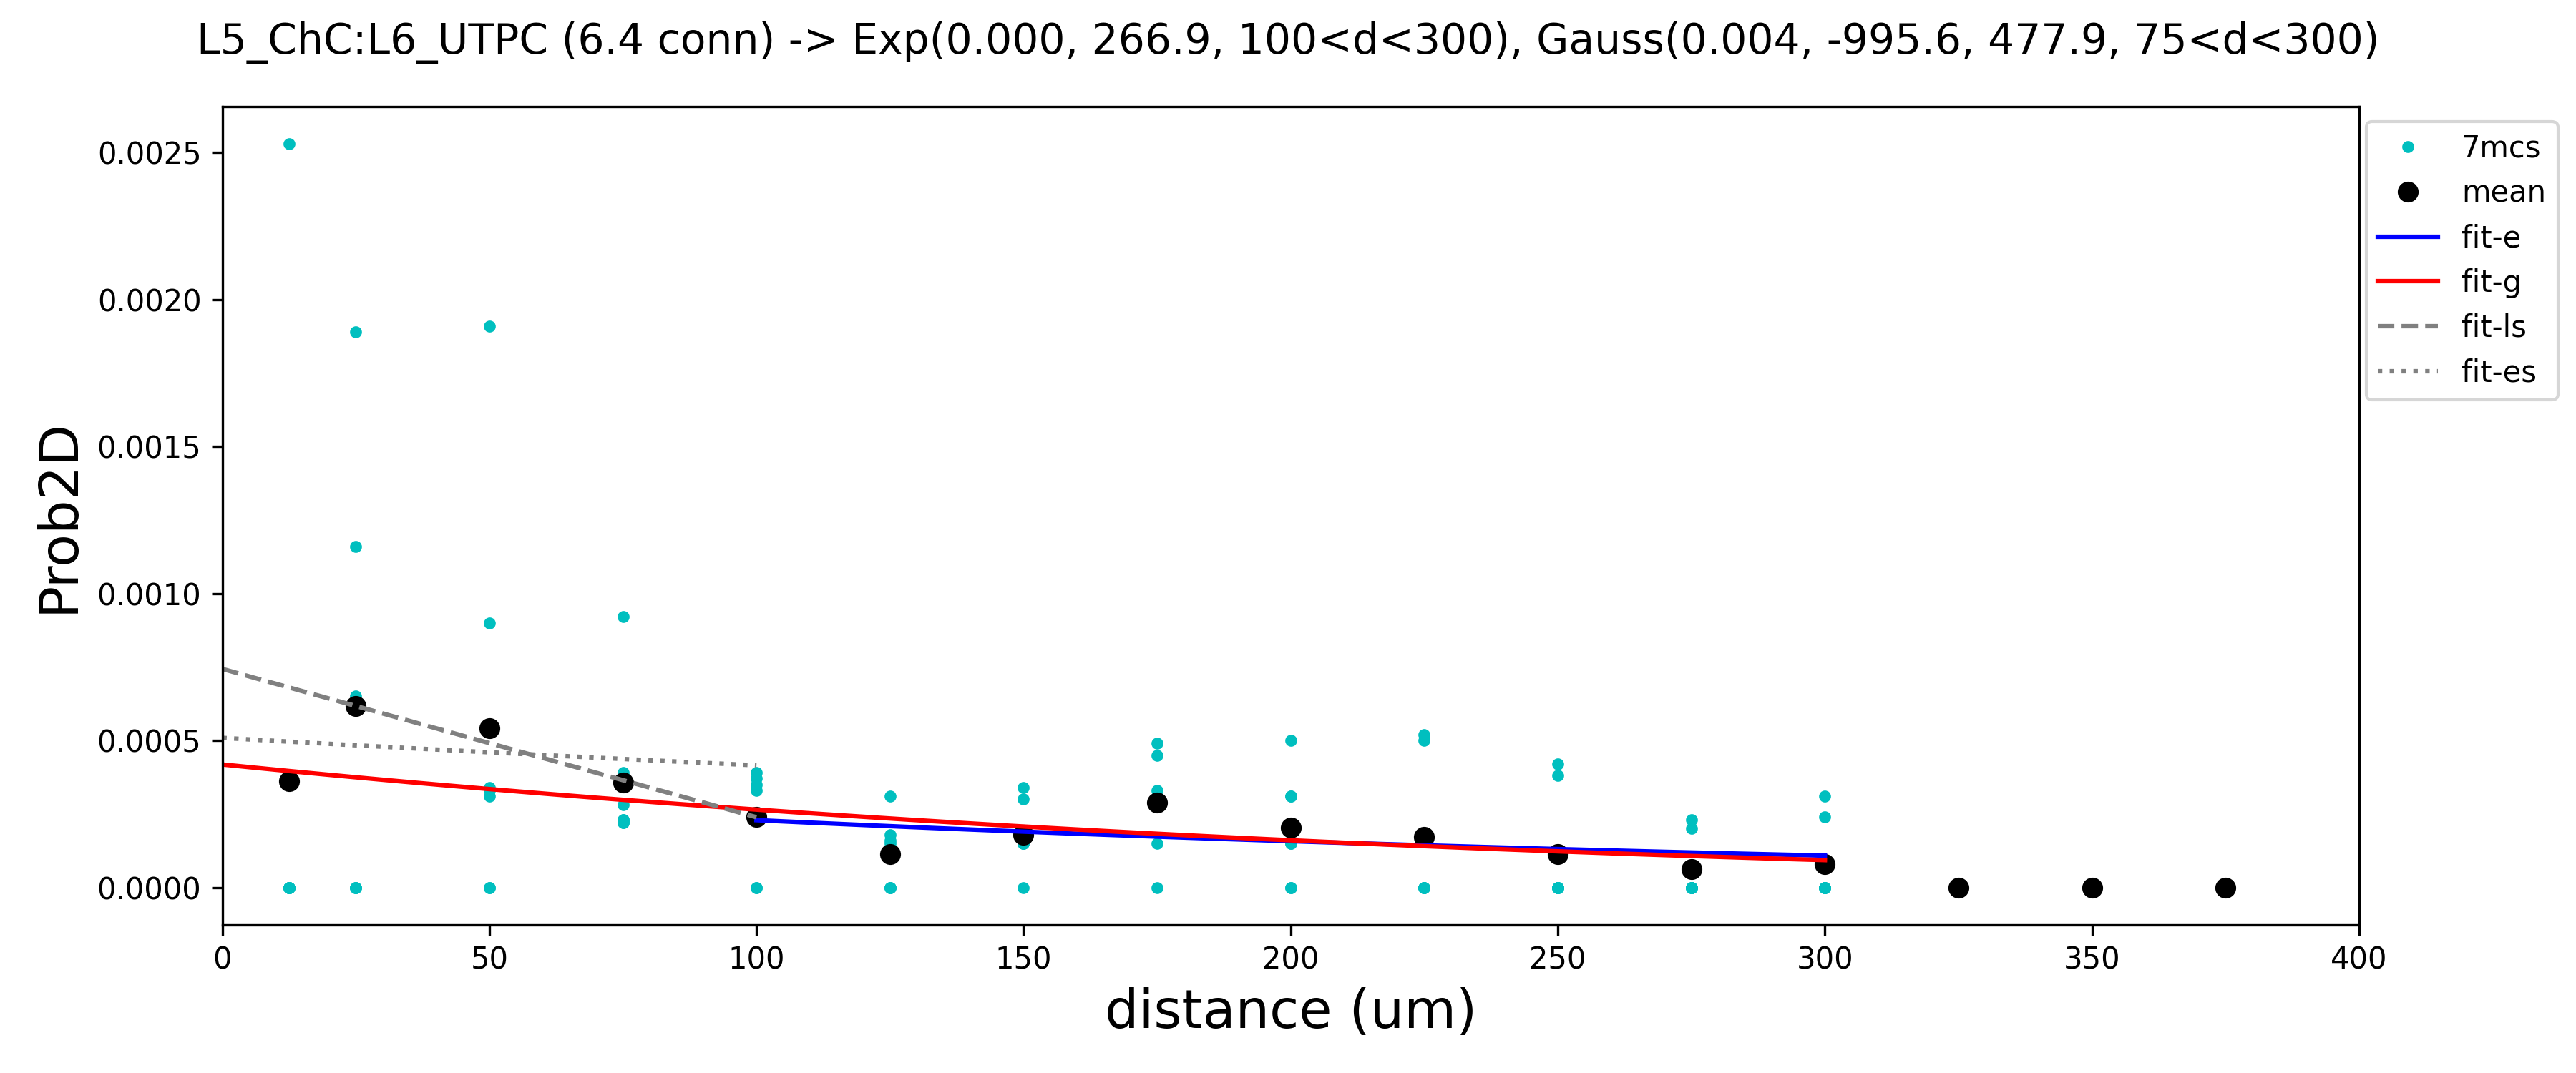 L5_ChC:L6_UTPC (6.4 conn) -> Exp(0.000, 266.9, 100<d<300), Gauss(0.004, -995.6, 477.9, 75<d<300)
0.0025
0.0020
0.0015
0.0010
0.0005
0.0000
Prob2D
0 50 100 150 200 250 300 350 400
distance (um)
7mcs
mean
fit-e
fit-g
fit-ls
fit-es